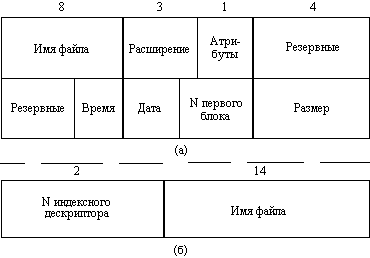 8 3 1 4
Имя файла Расширение Атри-
буты Резервные
Резервные Время Дата N первого
блока Размер
(а)
2 14
N индексного
дескриптора Имя файла
(б)